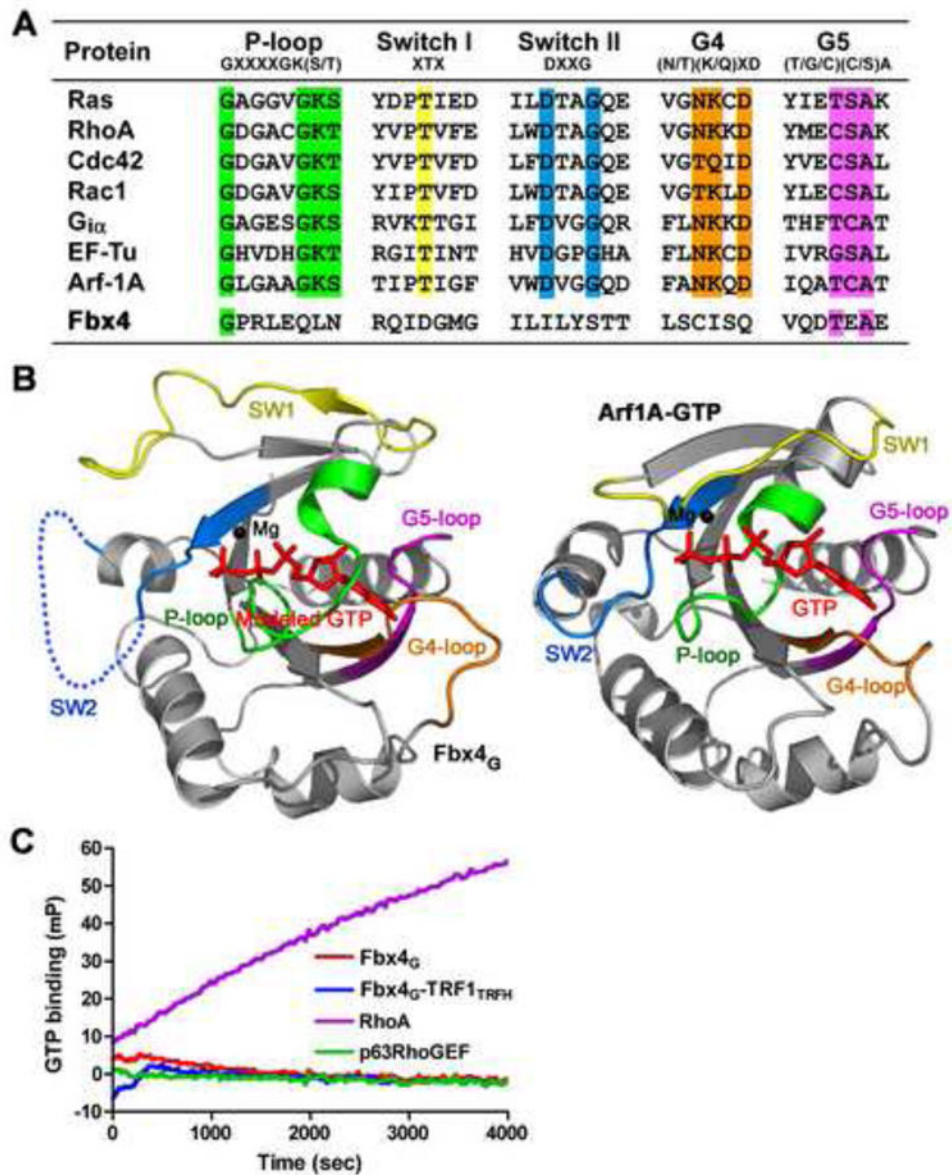 A
Protein P-loop Switch I Switch II G4 G5
GXXXXGK(S/T) XTX DXXG (N/T)(K/Q)XD (T/G/C)(C/S)A
Ras GAGGVGKS YDPTIED ILDTAGQE VGNKCD YIETSAK
RhoA GDGACGKT YVPTVFE LWDTAGQE VGNKKD YMECSAK
Cdc42 GDGAVGKT YVPTVFD LFDTAGQE VGTQID YVECSAL
Rac1 GDGAVGKS YIPTVFD LWDTAGQE VGTKLD YLECSAL
Giα GAGESGKS RVKTTGI LFDVGGQR FLNKKD THFTCAT
EF-Tu GHVDHGKT RGITINT HVDGPGHA FLNKCD IVRGSAL
Arf-1A GLGAAGKS TIPTIGF VWDVGGQD FANKQD IQATCAT
Fbx4 GPRLEQLN RQIDGMG ILILYSTT LSCISQ VQDTEAE
B
SW1
Mg
G5-loop
P-loop Modeled GTP
G4-loop
SW2
Fbx4G
Arf1A-GTP
SW1
Mg
G5-loop
GTP
SW2
P-loop
G4-loop
C
GTP binding (mP)
60
50
40
30
20
10
0
-10
Fbx4G
Fbx4G-TRF1TRFH
RhoA
p63RhoGEF
0 1000 2000 3000 4000
Time (sec)